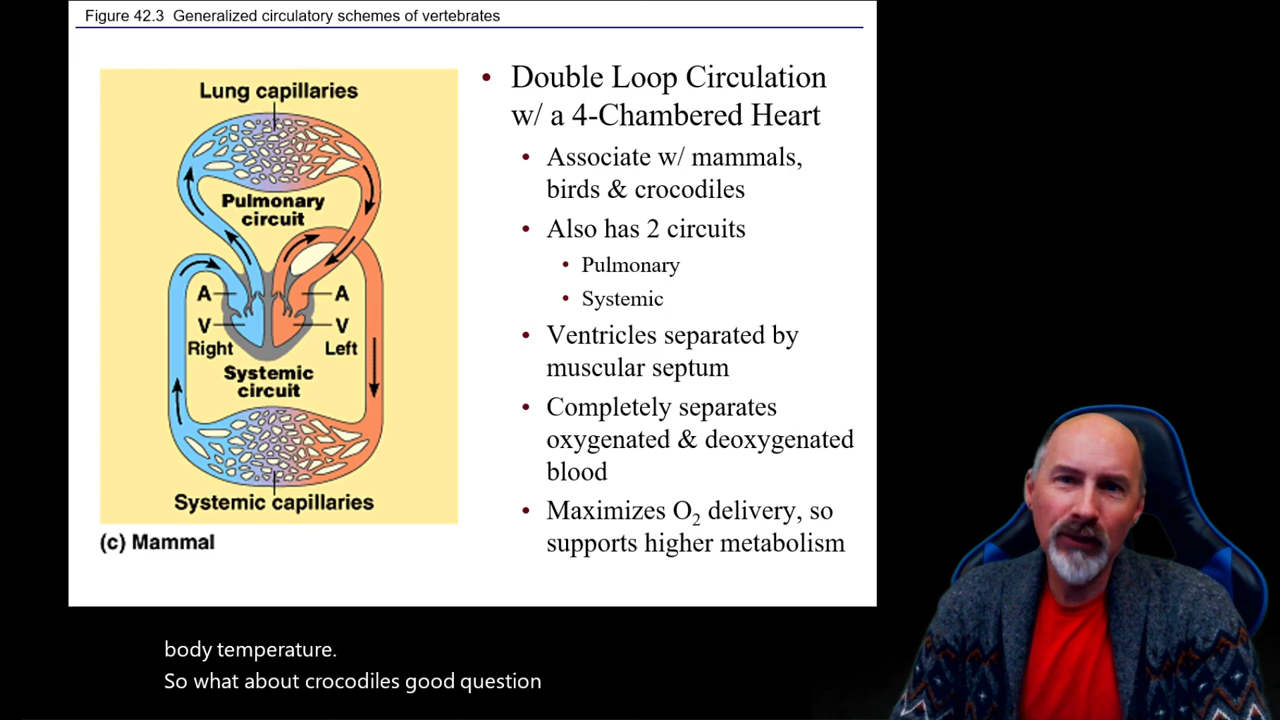 Figure 42.3 Generalized circulatory schemes of vertebrates
Lung capillaries
Pulmonary
circuit
A
A
V
V
Right
Left
Systemic
circuit
Systemic capillaries
(c) Mammal
• Double Loop Circulation
w/ a 4-Chambered Heart
• Associate w/ mammals,
birds & crocodiles
• Also has 2 circuits
• Pulmonary
• Systemic
• Ventricles separated by
muscular septum
• Completely separates
oxygenated & deoxygenated
blood
• Maximizes O₂ delivery, so
supports higher metabolism
body temperature.
So what about crocodiles good question